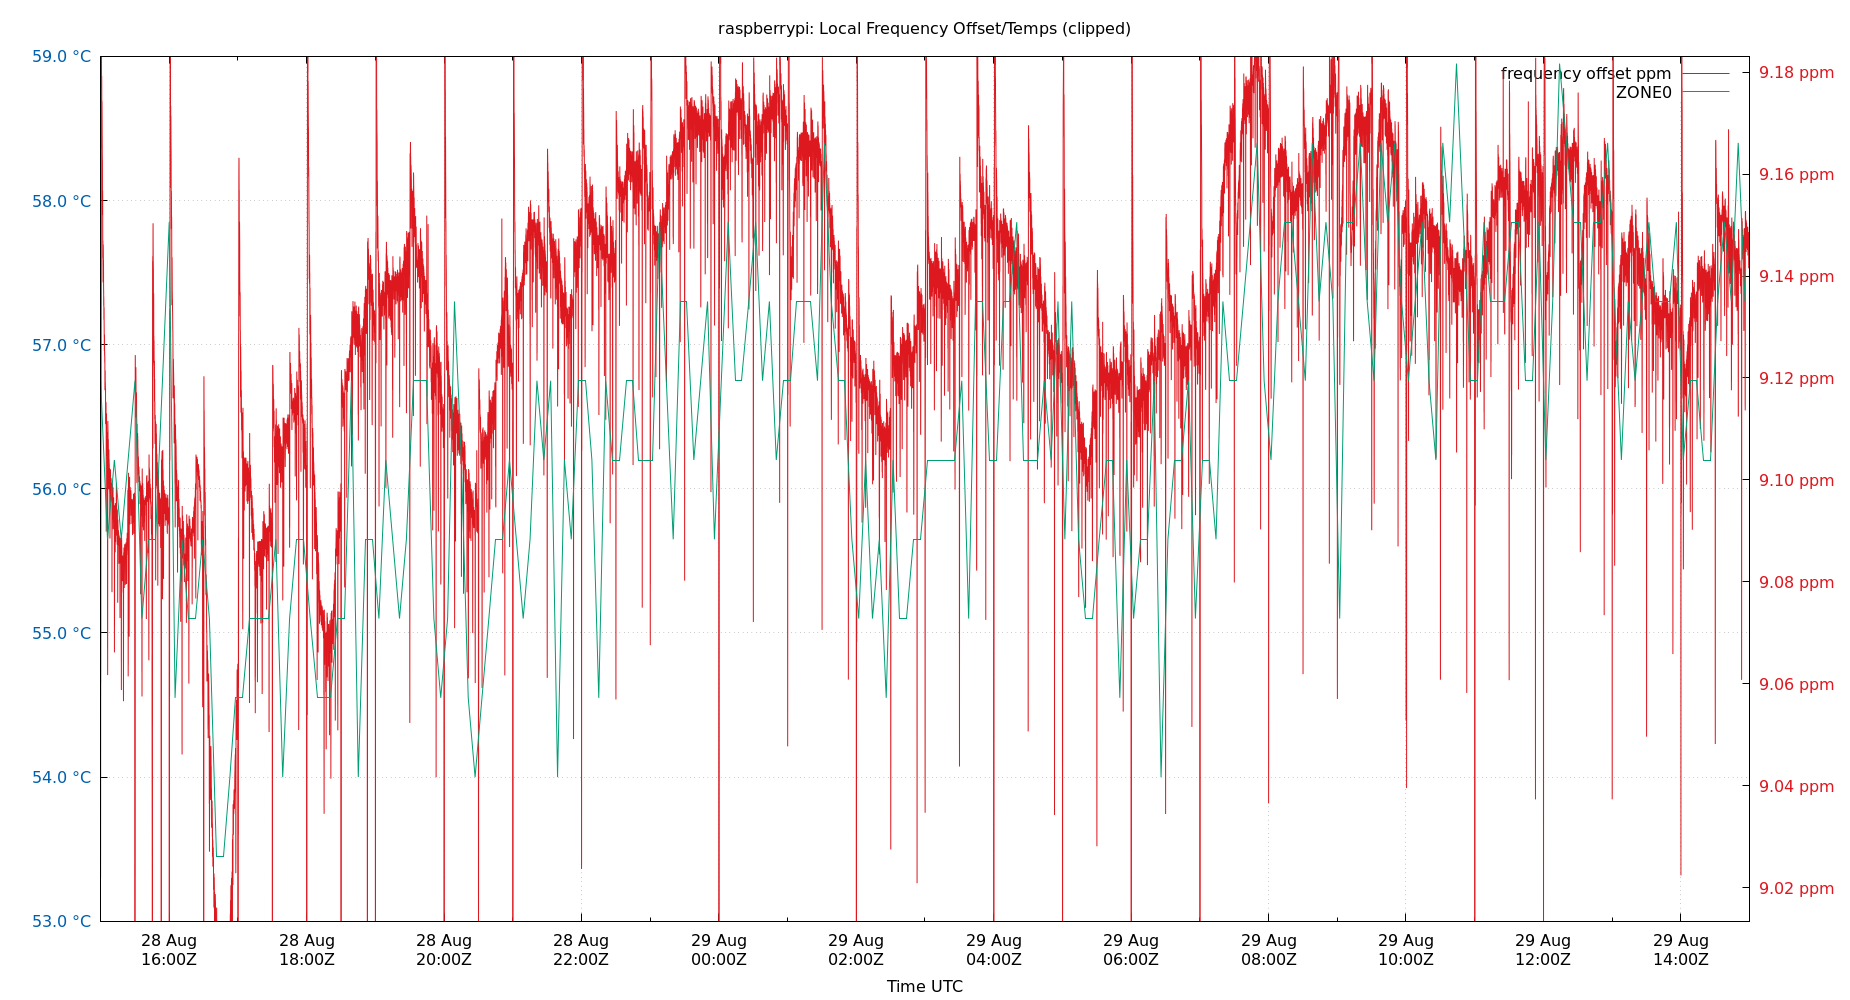 raspberrypi: Local Frequency Offset/Temps (clipped)
59.0 °C
58.0 °C
57.0 °C
56.0 °C
55.0 °C
54.0 °C
53.0 °C
frequency offset ppm
ZONE0
9.18 ppm
9.16 ppm
9.14 ppm
9.12 ppm
9.10 ppm
9.08 ppm
9.06 ppm
9.04 ppm
9.02 ppm
28 Aug
16:00Z
28 Aug
18:00Z
28 Aug
20:00Z
28 Aug
22:00Z
29 Aug
00:00Z
29 Aug
02:00Z
29 Aug
04:00Z
29 Aug
06:00Z
29 Aug
08:00Z
29 Aug
10:00Z
29 Aug
12:00Z
29 Aug
14:00Z
Time UTC